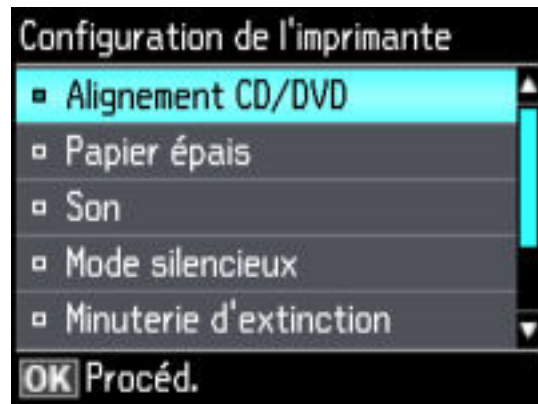 Configuration de l'imprimante
Alignement CD/DVD
Papier épais
Son
Mode silencieux
Minuterie d'extinction
OK Procéd.